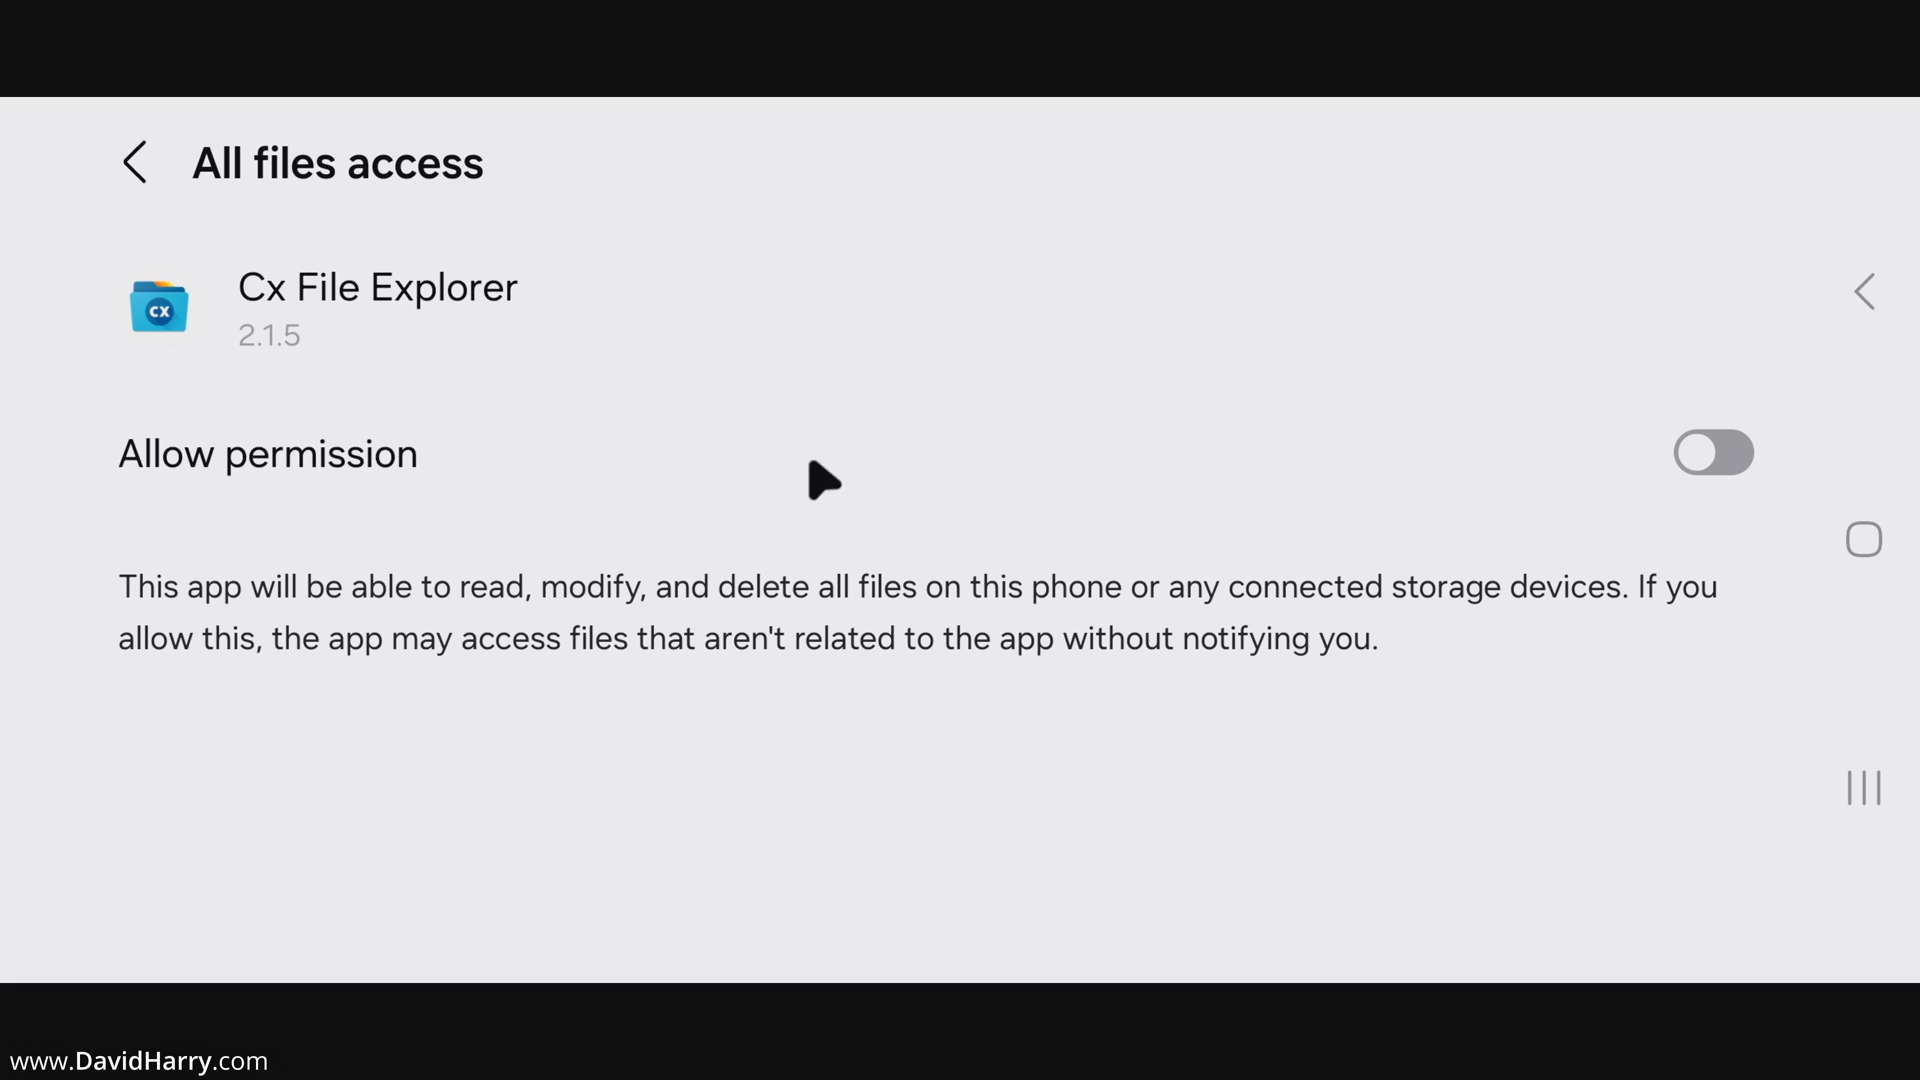 All files access
CX
Cx File Explorer
2.1.5
Allow permission
This app will be able to read, modify, and delete all files on this phone or any connected storage devices. If you
allow this, the app may access files that aren't related to the app without notifying you.
www.DavidHarry.com